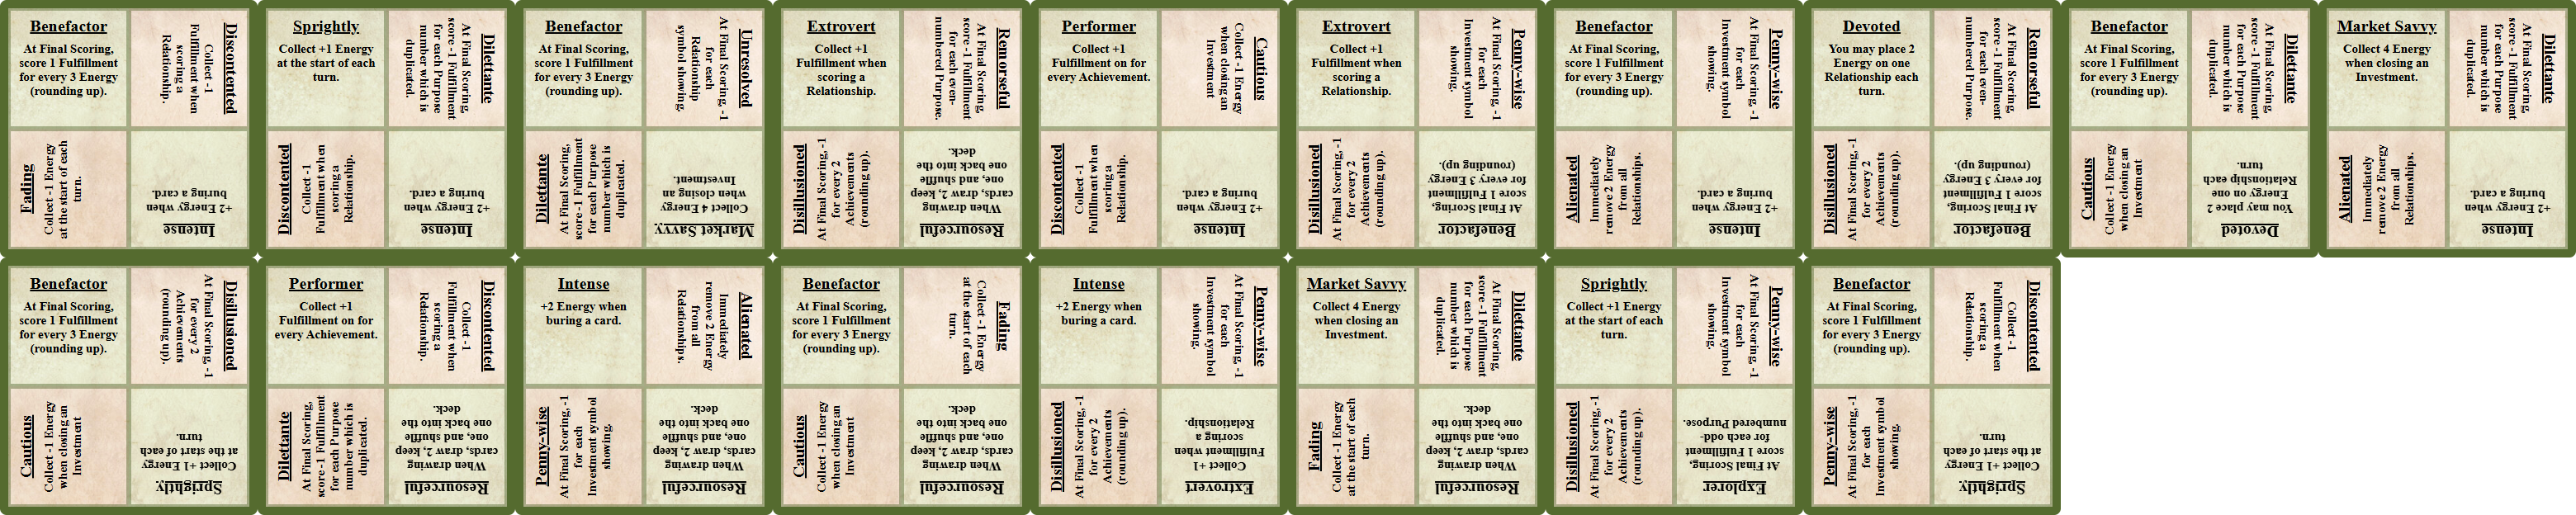 Benefactor
At Final Scoring,
score 1 Fulfillment
for every 3 Energy
(rounding up).
Discontented
Collect -1
Fulfillment when
scoring a
Relationship.
Fading
Collect -1 Energy
at the start of each
turn.
Intense
+2 Energy when
buring a card.
Sprightly
Collect +1 Energy
at the start of each
turn.
Dilettante
At Final Scoring,
score -1 Fulfillment
for each Purpose
number which is
duplicated.
Discontented
Collect -1
Fulfillment when
scoring a
Relationship.
Intense
+2 Energy when
buring a card.
Benefactor
At Final Scoring,
score 1 Fulfillment
for every 3 Energy
(rounding up).
Unresolved
At Final Scoring, -1
for each
Relationship
symbol showing.
Dilettante
At Final Scoring,
score -1 Fulfillment
for each Purpose
number which is
duplicated.
Market Savvy
Collect 4 Energy
when closing an
Investment.
Extrovert
Collect +1
Fulfillment when
scoring a
Relationship.
Remorseful
At Final Scoring,
score -1 Fulfillment
for each even-
numbered Purpose.
Disillusioned
At Final Scoring, -1
for every 2
Achievements
(rounding up).
Resourceful
When drawing
cards, draw 2, keep
one, and shuffle
one back into the
deck.
Performer
Collect +1
Fulfillment on for
every Achievement.
Cautious
Collect -1 Energy
when closing an
Investment
Discontented
Collect -1
Fulfillment when
scoring a
Relationship.
Intense
+2 Energy when
buring a card.
Extrovert
Collect +1
Fulfillment when
scoring a
Relationship.
Penny-wise
At Final Scoring, -1
for each
Investment symbol
showing.
Disillusioned
At Final Scoring, -1
for every 2
Achievements
(rounding up).
Benefactor
At Final Scoring,
score 1 Fulfillment
for every 3 Energy
(rounding up).
Benefactor
At Final Scoring,
score 1 Fulfillment
for every 3 Energy
(rounding up).
Penny-wise
At Final Scoring, -1
for each
Investment symbol
showing.
Alienated
Immediately
remove 2 Energy
from all
Relationships.
Intense
+2 Energy when
buring a card.
Devoted
You may place 2
Energy on one
Relationship each
turn.
Remorseful
At Final Scoring,
score -1 Fulfillment
for each even-
numbered Purpose.
Disillusioned
At Final Scoring, -1
for every 2
Achievements
(rounding up).
Benefactor
At Final Scoring,
score 1 Fulfillment
for every 3 Energy
(rounding up).
Benefactor
At Final Scoring,
score 1 Fulfillment
for every 3 Energy
(rounding up).
Dilettante
At Final Scoring,
score -1 Fulfillment
for each Purpose
number which is
duplicated.
Cautious
Collect -1 Energy
when closing an
Investment
Devoted
You may place 2
Energy on one
Relationship each
turn.
Market Savvy
Collect 4 Energy
when closing an
Investment.
Dilettante
At Final Scoring,
score -1 Fulfillment
for each Purpose
number which is
duplicated.
Alienated
Immediately
remove 2 Energy
from all
Relationships.
Intense
+2 Energy when
buring a card.
Benefactor
At Final Scoring,
score 1 Fulfillment
for every 3 Energy
(rounding up).
Disillusioned
At Final Scoring, -1
for every 2
Achievements
(rounding up).
Cautious
Collect -1 Energy
when closing an
Investment
Sprightly
Collect +1 Energy
at the start of each
turn.
Performer
Collect +1
Fulfillment on for
every Achievement.
Discontented
Collect -1
Fulfillment when
scoring a
Relationship.
Dilettante
At Final Scoring,
score -1 Fulfillment
for each Purpose
number which is
duplicated.
Resourceful
When drawing
cards, draw 2, keep
one, and shuffle
one back into the
deck.
Intense
+2 Energy when
buring a card.
Alienated
Immediately
remove 2 Energy
from all
Relationships.
Penny-wise
At Final Scoring, -1
for each
Investment symbol
showing.
Resourceful
When drawing
cards, draw 2, keep
one, and shuffle
one back into the
deck.
Benefactor
At Final Scoring,
score 1 Fulfillment
for every 3 Energy
(rounding up).
Fading
Collect -1 Energy
at the start of each
turn.
Cautious
Collect -1 Energy
when closing an
Investment
Resourceful
When drawing
cards, draw 2, keep
one, and shuffle
one back into the
deck.
Intense
+2 Energy when
buring a card.
Penny-wise
At Final Scoring, -1
for each
Investment symbol
showing.
Disillusioned
At Final Scoring, -1
for every 2
Achievements
(rounding up).
Extrovert
Collect +1
Fulfillment when
scoring a
Relationship.
Market Savvy
Collect 4 Energy
when closing an
Investment.
Dilettante
At Final Scoring,
score -1 Fulfillment
for each Purpose
number which is
duplicated.
Fading
Collect -1 Energy
at the start of each
turn.
Resourceful
When drawing
cards, draw 2, keep
one, and shuffle
one back into the
deck.
Sprightly
Collect +1 Energy
at the start of each
turn.
Penny-wise
At Final Scoring, -1
for each
Investment symbol
showing.
Disillusioned
At Final Scoring, -1
for every 2
Achievements
(rounding up).
Explorer
At Final Scoring,
score 1 Fulfillment
for each odd-
numbered Purpose.
Benefactor
At Final Scoring,
score 1 Fulfillment
for every 3 Energy
(rounding up).
Discontented
Collect -1
Fulfillment when
scoring a
Relationship.
Penny-wise
At Final Scoring, -1
for each
Investment symbol
showing.
Sprightly
Collect +1 Energy
at the start of each
turn.